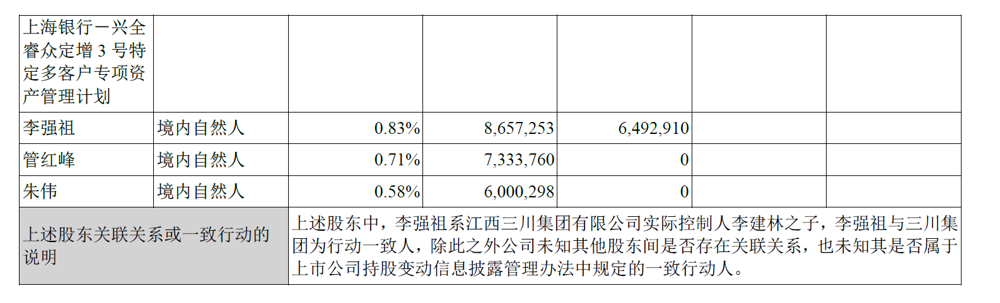 上海银行－兴全
睿众定增 3 号特
定多客户专项资
产管理计划
李强祖 境内自然人 0.83% 8,657,253 6,492,910
管红峰 境内自然人 0.71% 7,333,760 0
朱伟 境内自然人 0.58% 6,000,298 0
上述股东关联关系或一致行动的
说明
上述股东中，李强祖系江西三川集团有限公司实际控制人李建林之子，李强祖与三川集
团为行动一致人，除此之外公司未知其他股东间是否存在关联关系，也未知其是否属于
上市公司持股变动信息披露管理办法中规定的一致行动人。